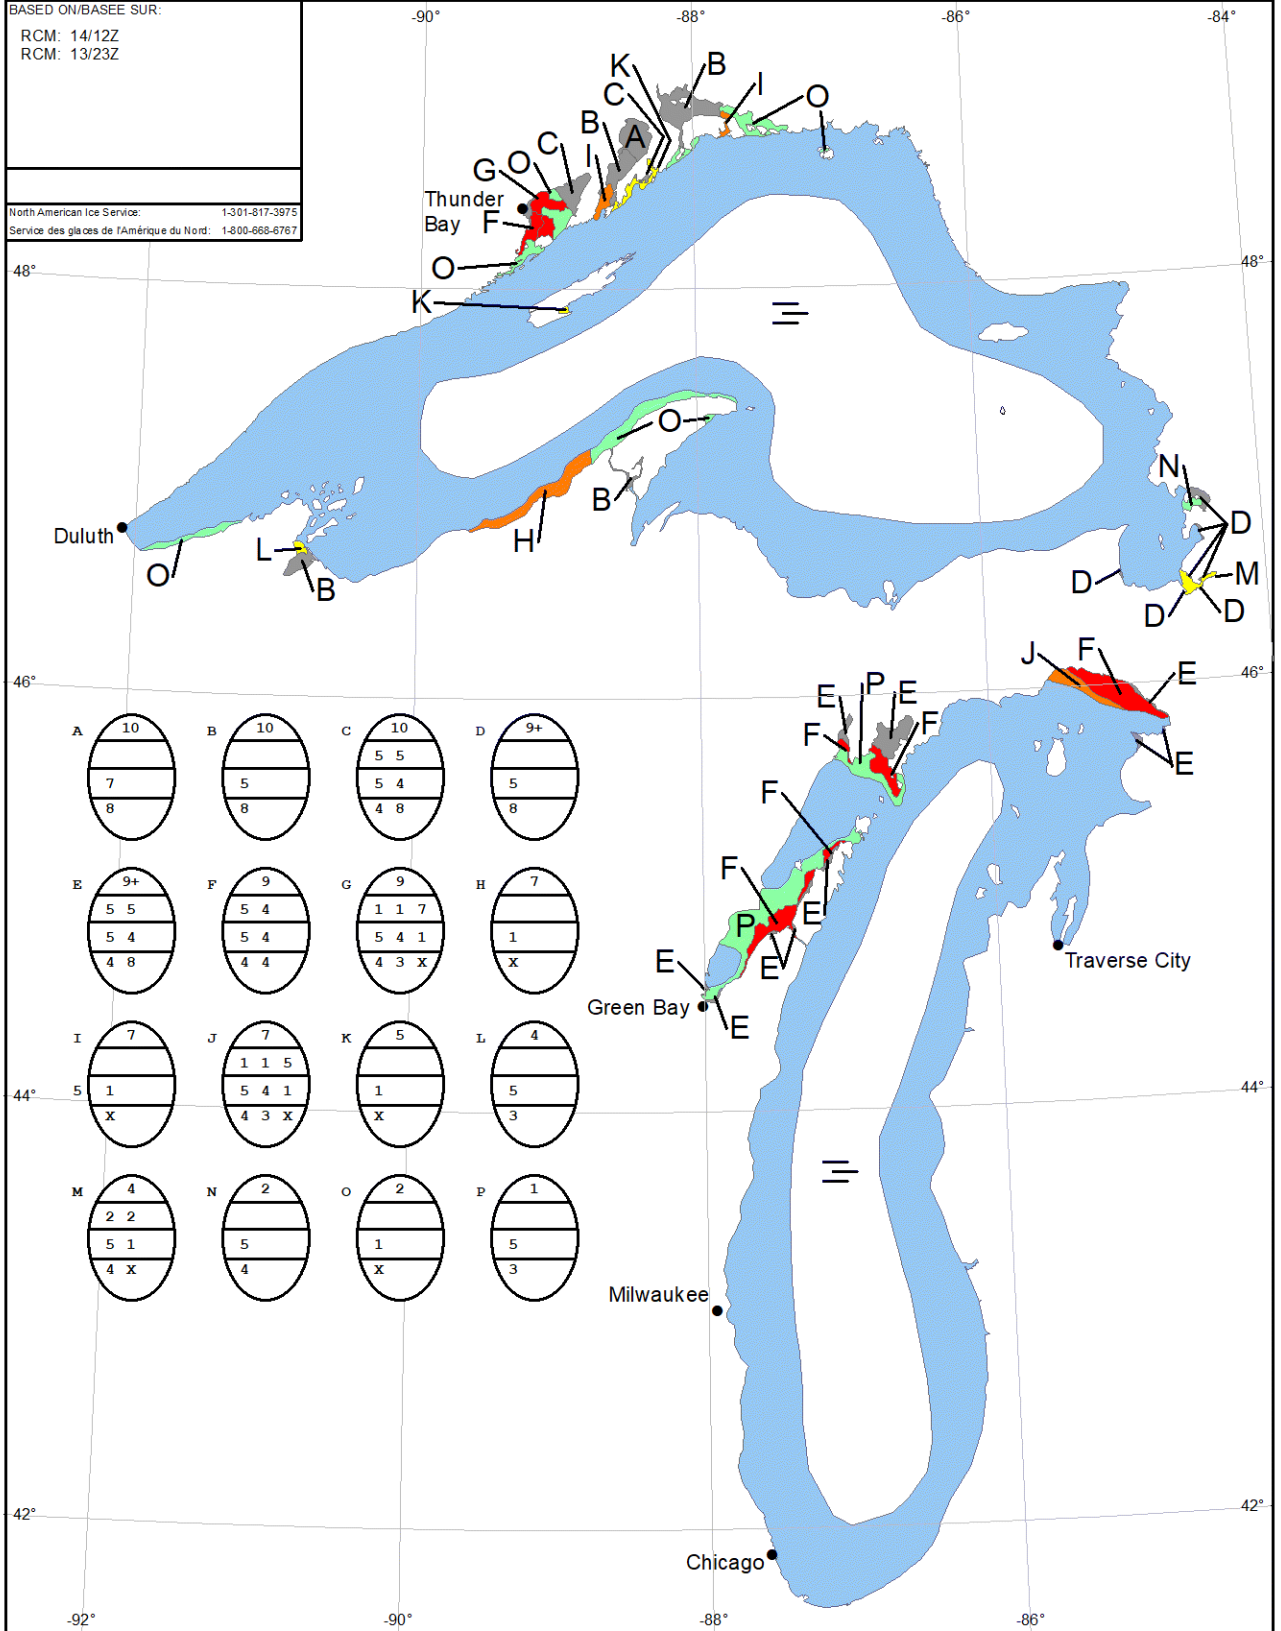 BASED ON/BASEE SUR:
RCM: 14/12Z
RCM: 13/23Z
North American Ice Service: 1-301-817-3975
Service des glaces de l'Amérique du Nord: 1-800-668-6767
-90° -88° -86° -84°
K B I O
C
B A
C I
O
G
Thunder Bay
F
O
K
48° 48°
O
B
H
N
D
Duluth
L
O B
D M
D D
J F E
46° 46°
E P E
F F
E
F
F
E
P
E E
Traverse City
Green Bay
E
A 10
7
8
B 10
5
8
C 10
5 5
5 4
4 8
D 9+
5
8
E 9+
5 5
5 4
4 8
F 9
5 4
5 4
4 4
G 9
1 1 7
5 4 1
4 3 X
H 7
1
X
I 7
5 1
X
J 7
1 1 5
5 4 1
4 3 X
K 5
1
X
L 4
5
3
44° 44°
M 4
2 2
5 1
4 X
N 2
5
4
O 2
1
X
P 1
5
3
Milwaukee
42° 42°
Chicago
-92° -90° -88° -86°